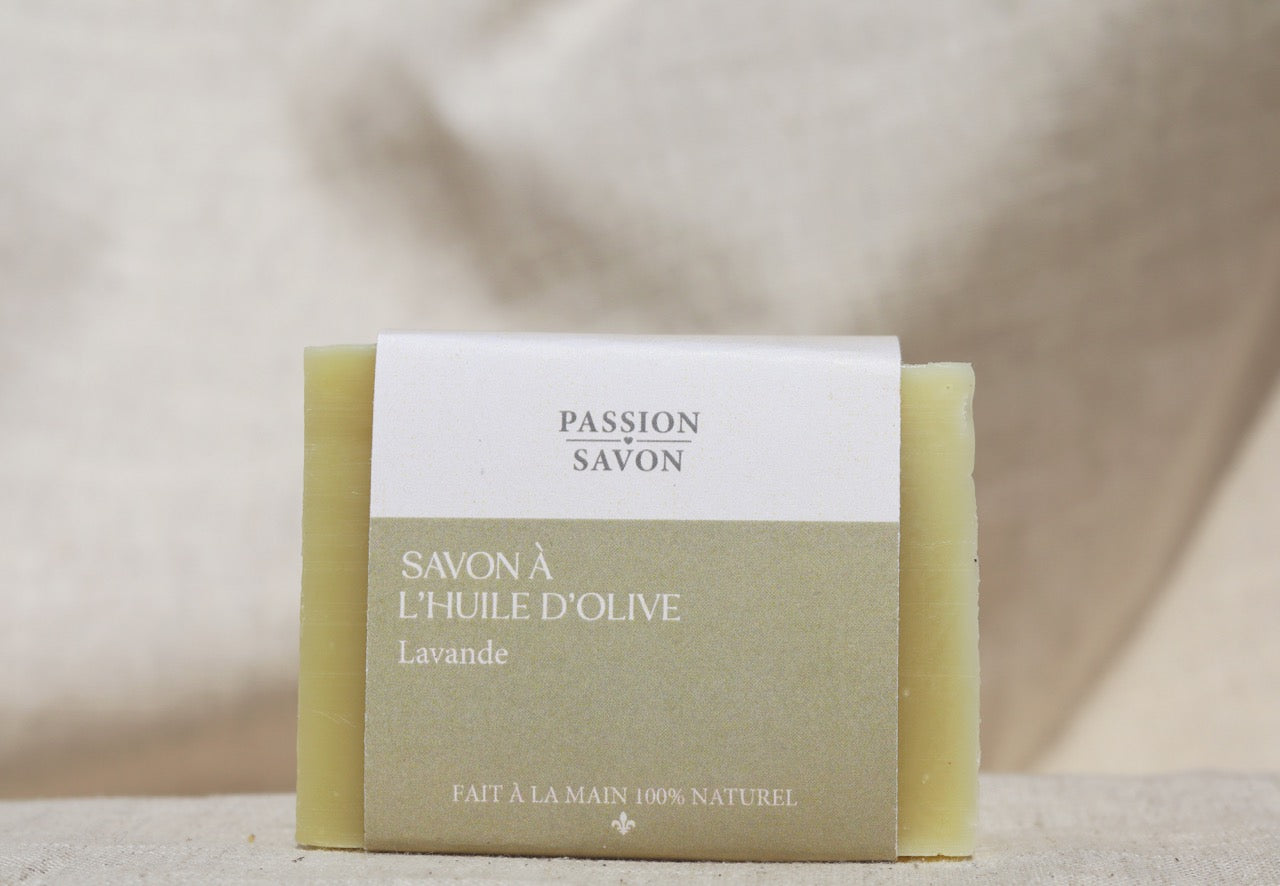 PASSION
SAVON
SAVON À
L'HUILE D'OLIVE
Lavande
FAIT À LA MAIN 100% NATUREL